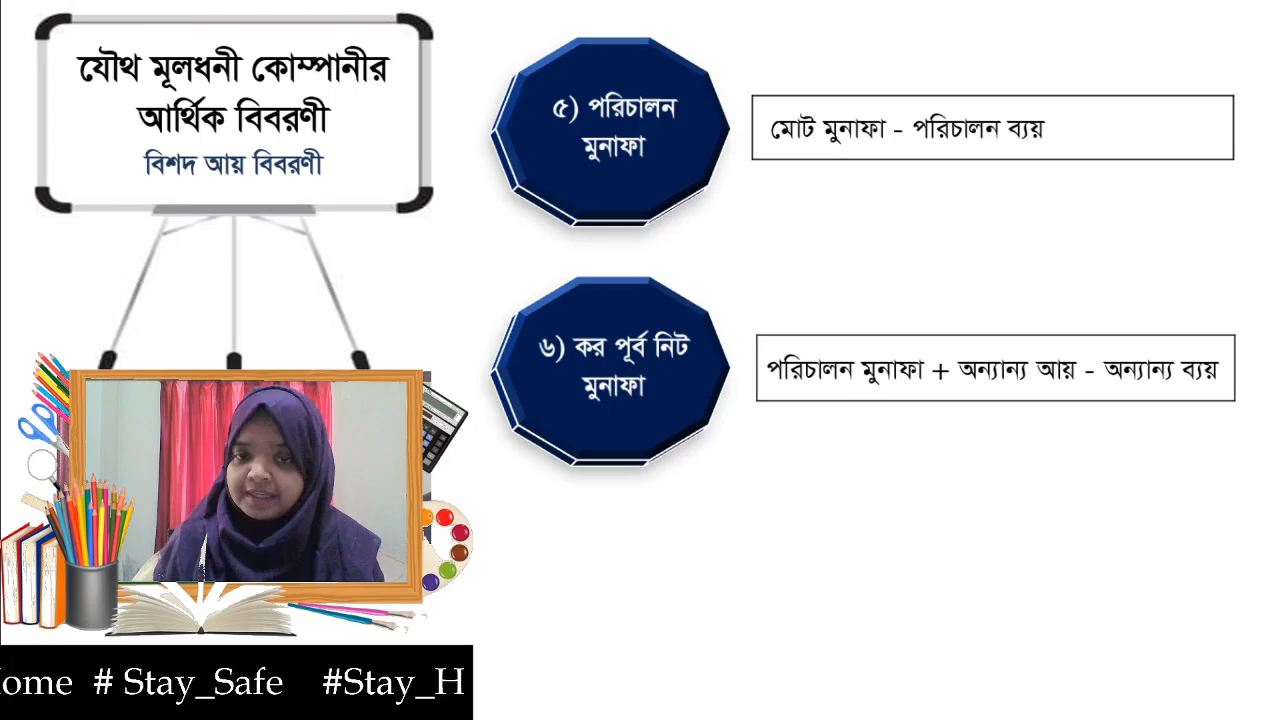 যৌথ মূলধনী কোম্পানীর
আর্থিক বিবরণী
বিশদ আয় বিবরণী
৫) পরিচালন
মুনাফা
মোট মুনাফা - পরিচালন ব্যয়
৬) কর পূর্ব নিট
মুনাফা
পরিচালন মুনাফা + অন্যান্য আয় - অন্যান্য ব্যয়
ome # Stay_Safe #Stay_H